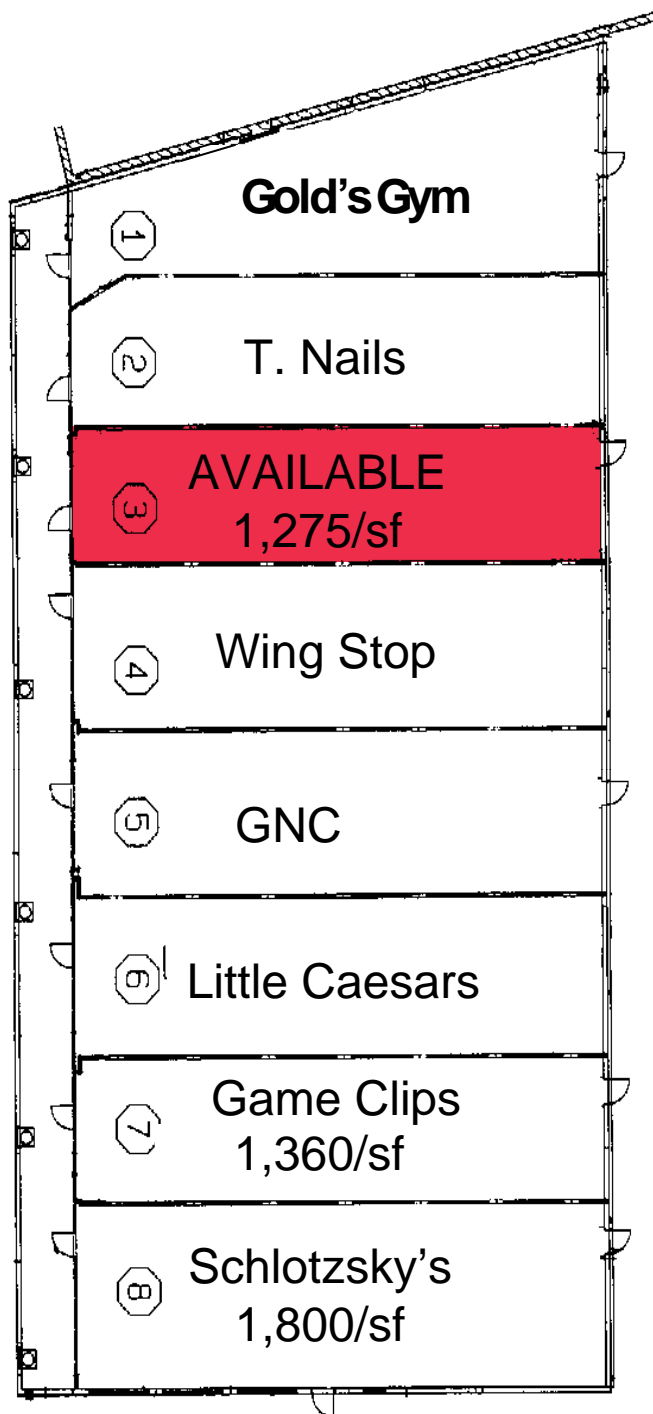 Gold's Gym
1
T. Nails
2
AVAILABLE
1,275/sf
3
Wing Stop
4
GNC
5
Little Caesars
6
Game Clips
1,360/sf
7
Schlotzsky's
1,800/sf
8